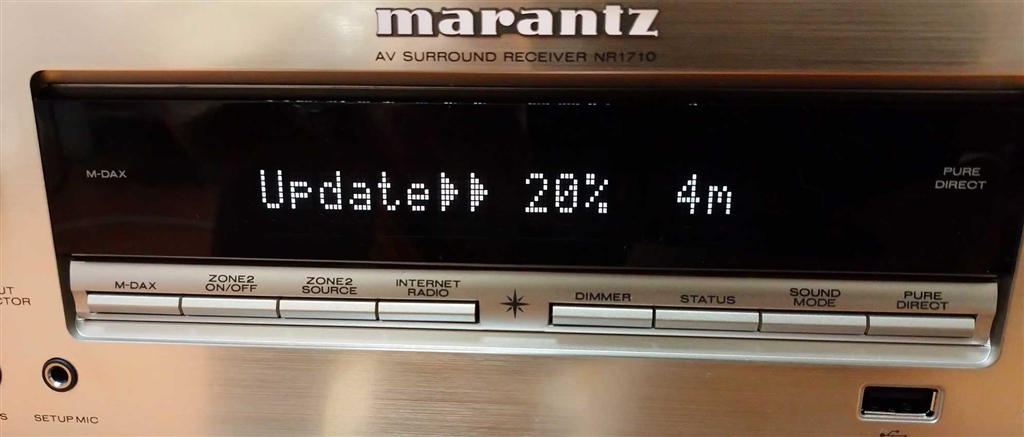 marantz
AV SURROUND RECEIVER NR1710
M-DAX
Update 20% 4m
PURE
DIRECT
M-DAX
ZONE2
ON/OFF
ZONE2
SOURCE
INTERNET
RADIO
DIMMER
STATUS
SOUND
MODE
PURE
DIRECT
SETUP MIC